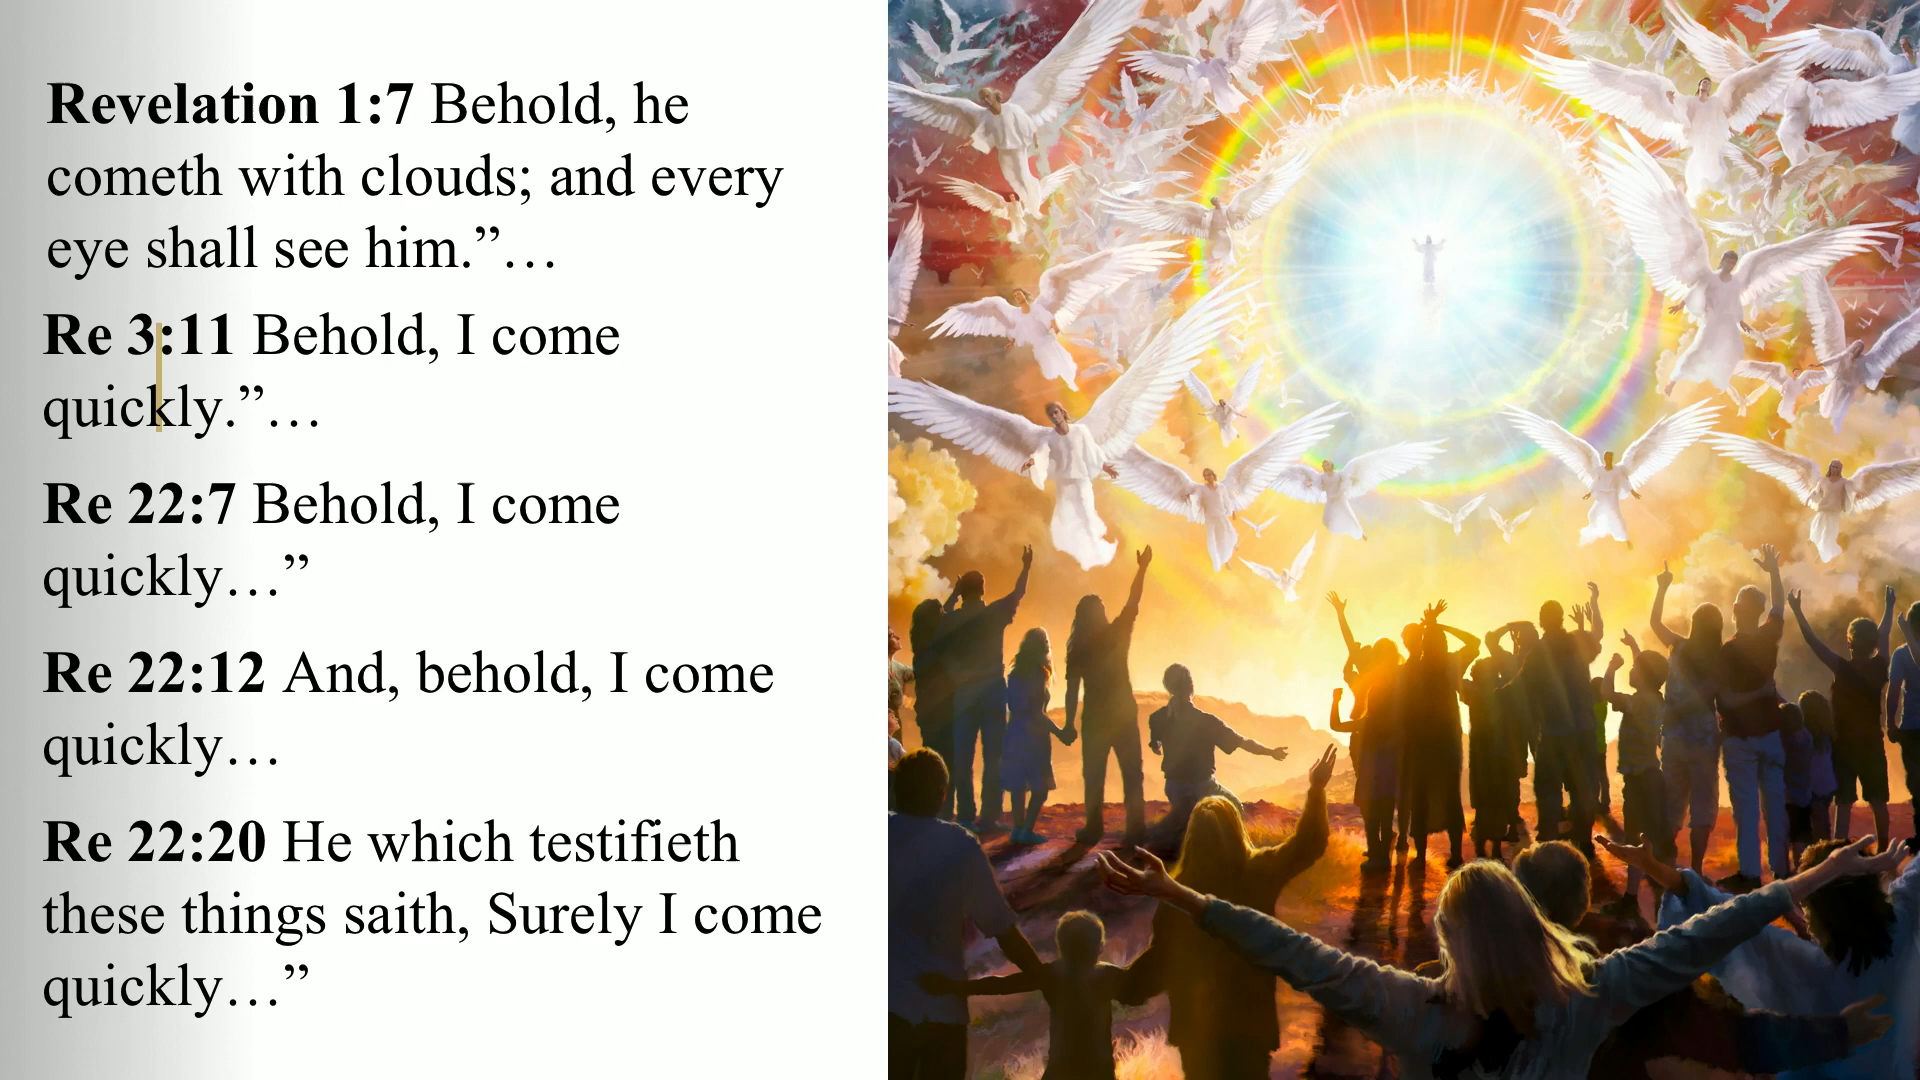 Revelation 1:7 Behold, he
cometh with clouds; and every
eye shall see him.”…
Re 3:11 Behold, I come
quickly.”…
Re 22:7 Behold, I come
quickly…”
Re 22:12 And, behold, I come
quickly…
Re 22:20 He which testifieth
these things saith, Surely I come
quickly…”